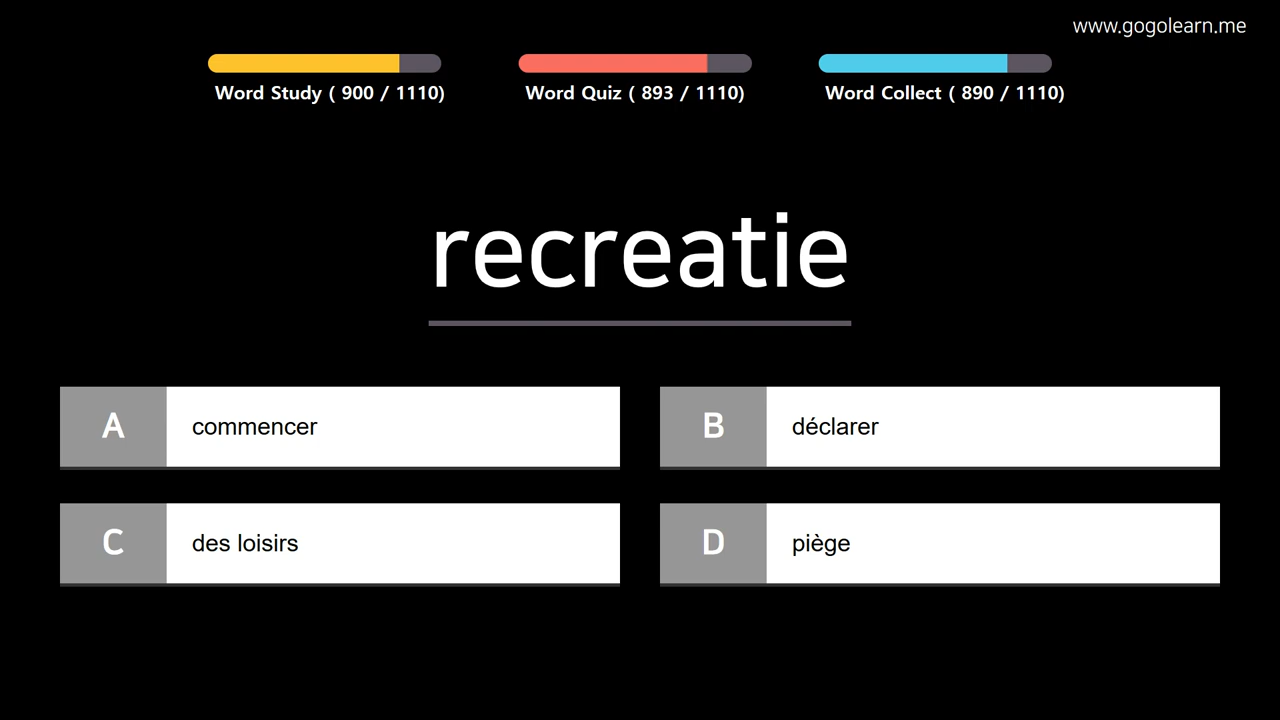 www.gogolearn.me
Word Study ( 900 / 1110)
Word Quiz ( 893 / 1110)
Word Collect ( 890 / 1110)
recreatie
A commencer
B déclarer
C des loisirs
D piège